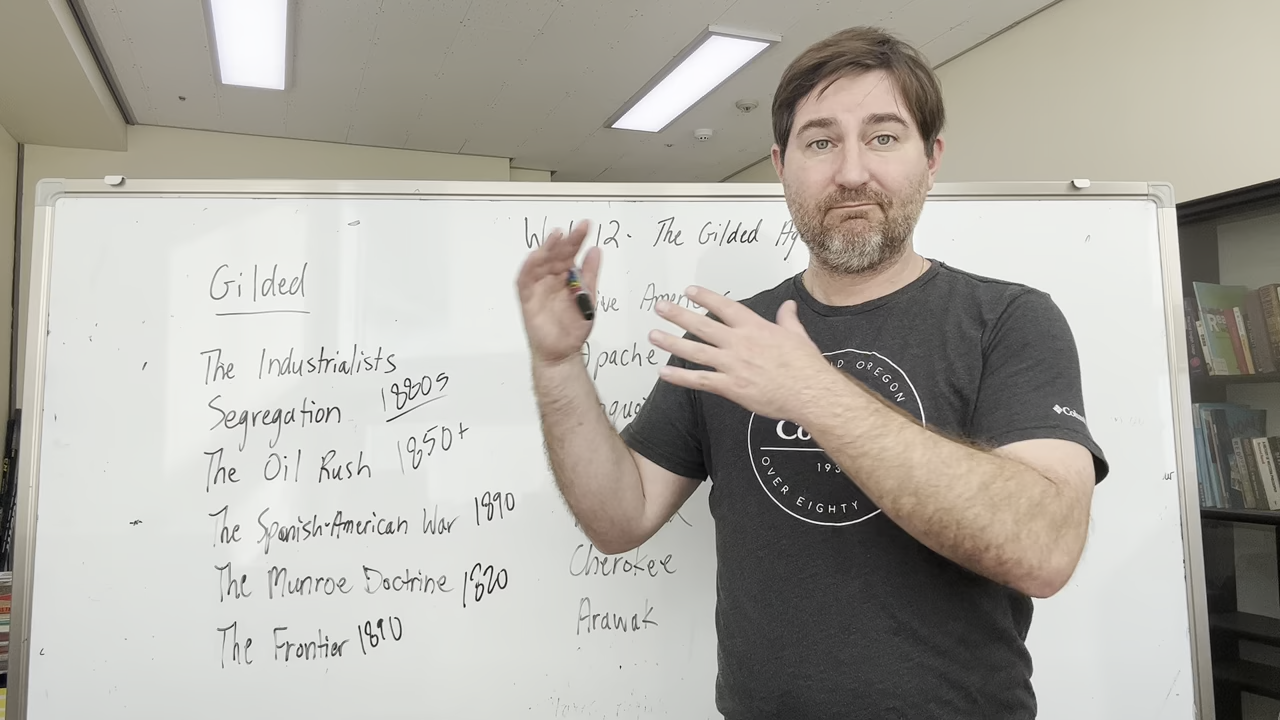 12. The Gilded
Gilded
The Industrialists
Segregation 1880s
The Oil Rush 1850+
The Spanish-American War 1890
The Munroe Doctrine 1820
The Frontier 1890
Apache
Cherokee
Arawak
OREGON
OVER EIGHTY